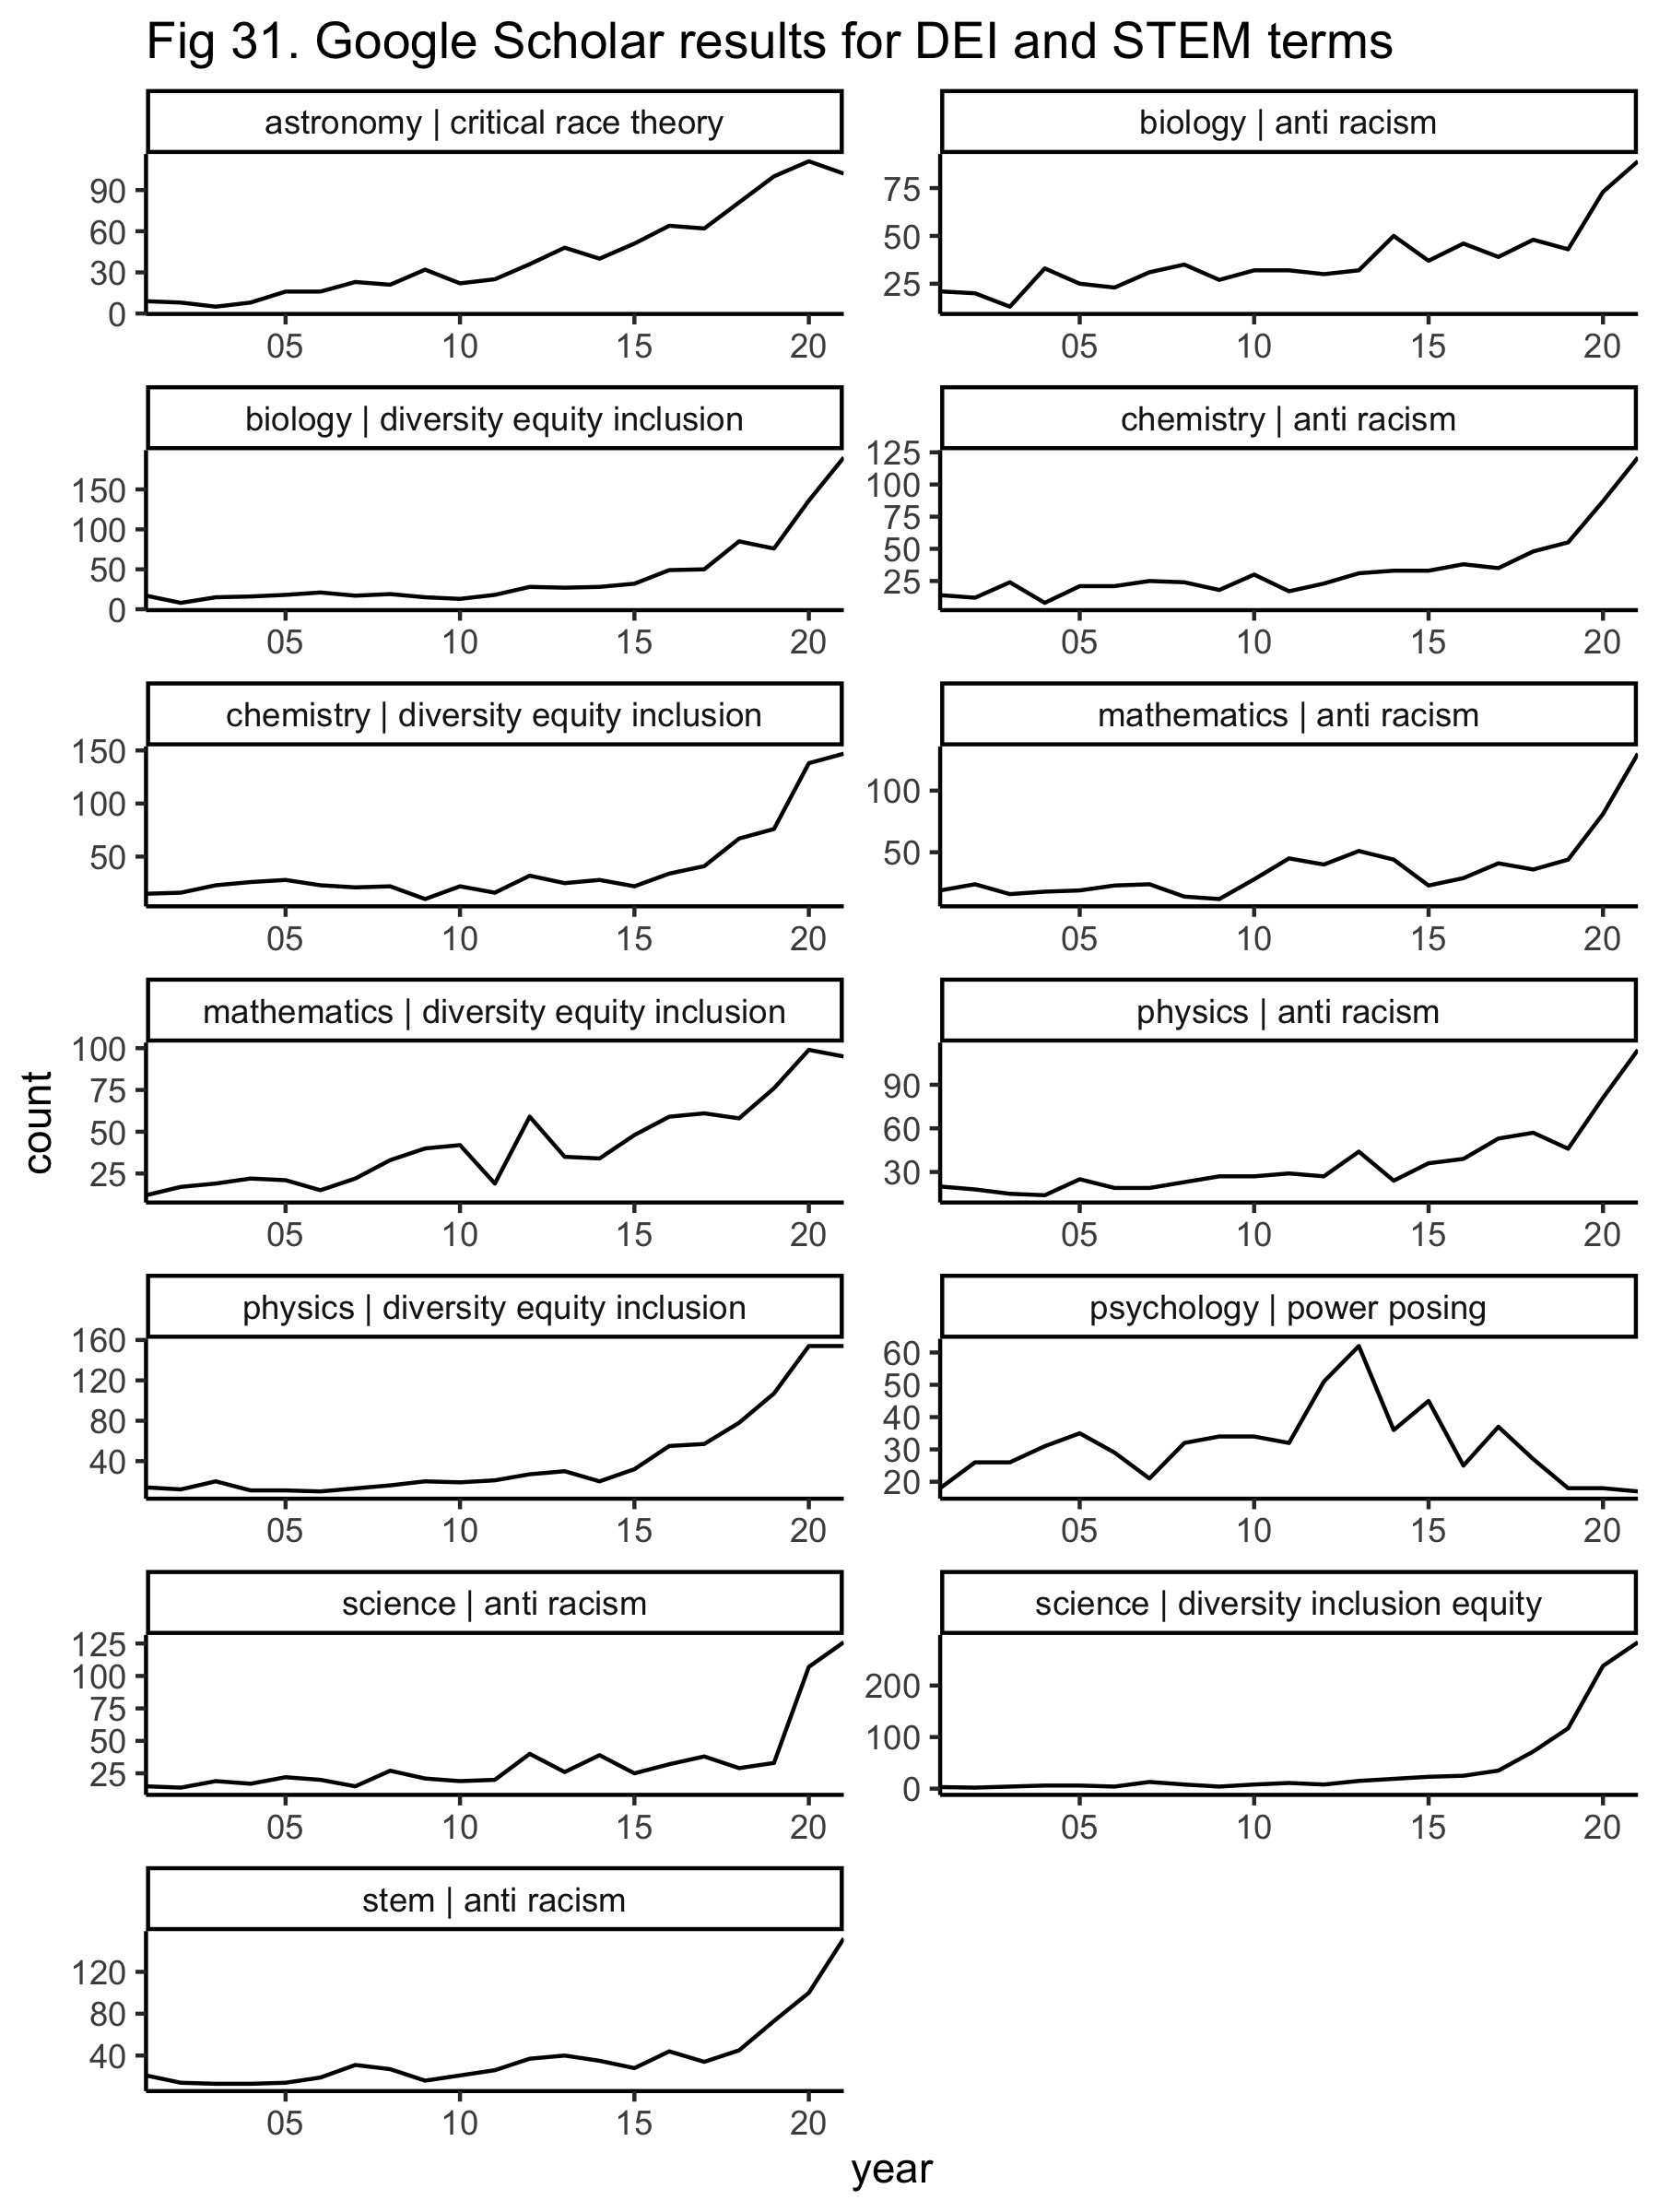 Fig 31. Google Scholar results for DEI and STEM terms
astronomy | critical race theory
90
60
30
0
05 10 15 20
biology | anti racism
75
50
25
05 10 15 20
biology | diversity equity inclusion
150
100
50
0
05 10 15 20
chemistry | anti racism
125
100
75
50
25
05 10 15 20
chemistry | diversity equity inclusion
150
100
50
05 10 15 20
mathematics | anti racism
100
50
05 10 15 20
mathematics | diversity equity inclusion
100
75
50
25
05 10 15 20
physics | anti racism
90
60
30
05 10 15 20
physics | diversity equity inclusion
160
120
80
40
05 10 15 20
psychology | power posing
60
50
40
30
20
05 10 15 20
science | anti racism
125
100
75
50
25
05 10 15 20
science | diversity inclusion equity
200
100
0
05 10 15 20
stem | anti racism
120
80
40
05 10 15 20
count
year